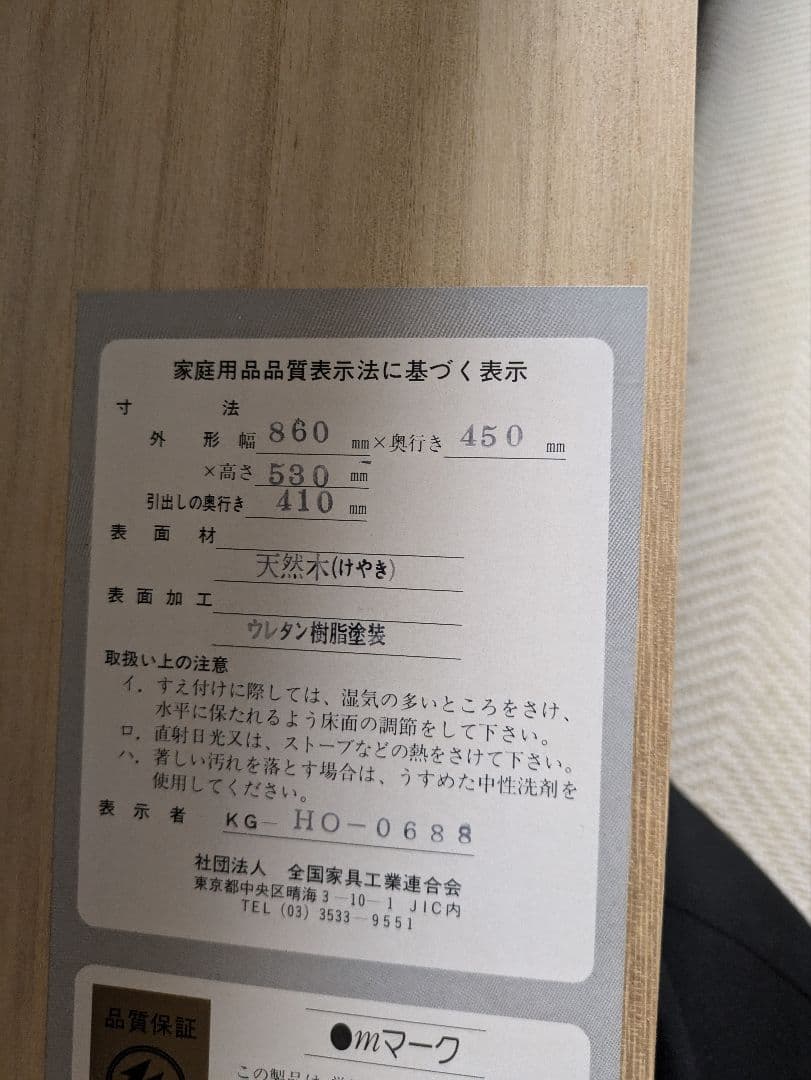 家庭用品品質表示法に基づく表示
寸法
外形幅 860 mm×奥行き 450 mm
×高さ 530 mm
引出しの奥行き 410 mm
表面材
天然木(けやき)
表面加工
ウレタン樹脂塗装
取扱い上の注意
イ．すえ付けに際しては、湿気の多いところをさけ、
水平に保たれるよう床面の調節をして下さい。
ロ．直射日光又は、ストーブなどの熱をさけて下さい。
ハ．著しい汚れを落とす場合は、うすめた中性洗剤を
使用してください。
表示者 KG－HO-0688
社団法人 全国家具工業連合会
東京都中央区晴海3－10－1 JIC内
TEL (03) 3533－9551
品質保証
●mマーク
この製品は